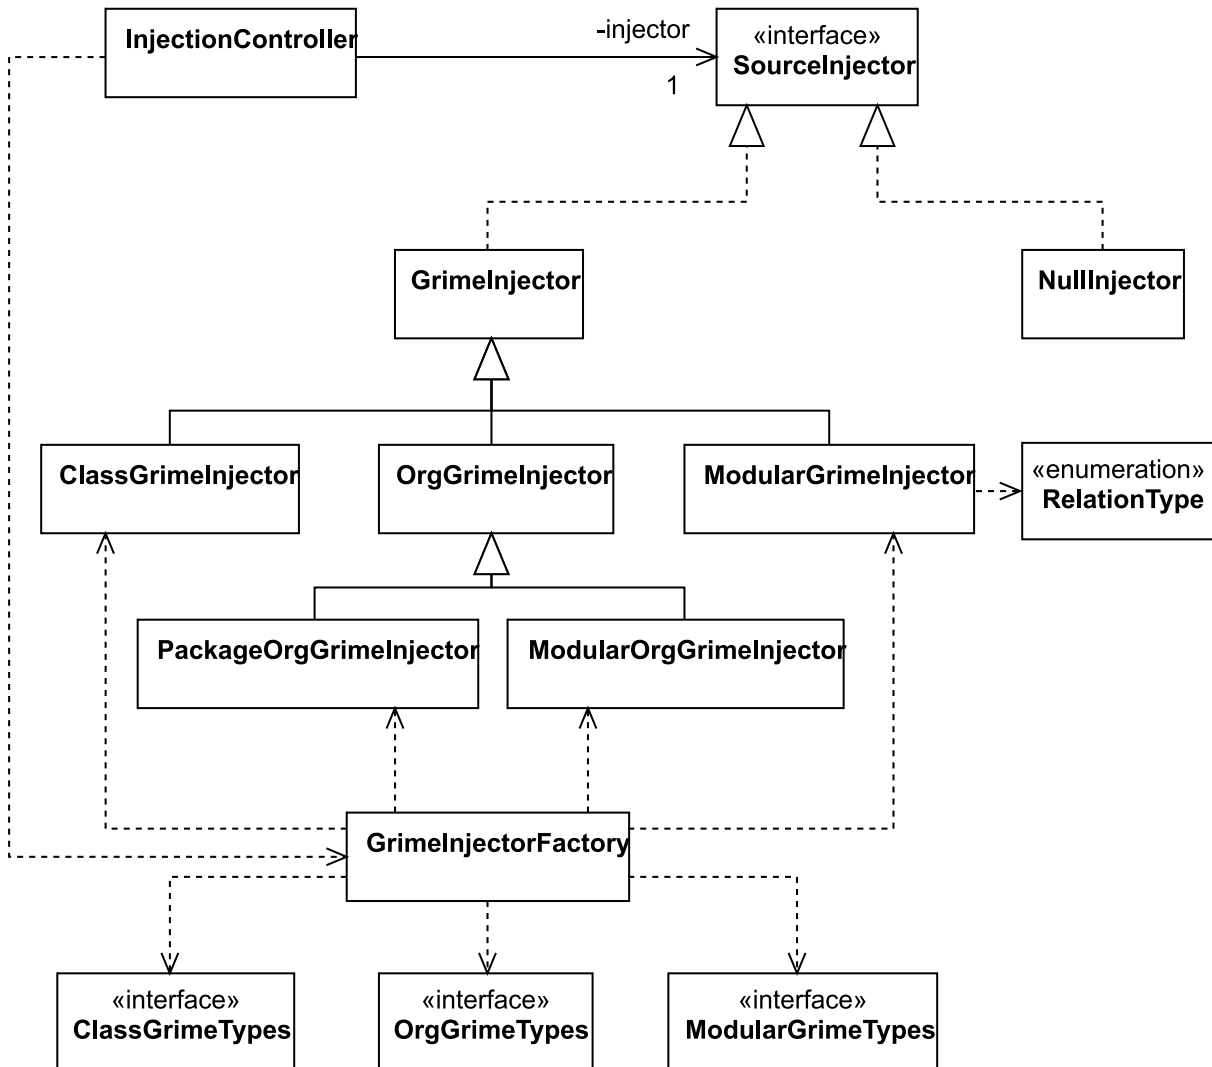 InjectionController
-injector
1
«interface»
SourceInjector
GrimeInjector
NullInjector
ClassGrimeInjector
OrgGrimeInjector
ModularGrimeInjector
«enumeration»
RelationType
PackageOrgGrimeInjector
ModularOrgGrimeInjector
GrimeInjectorFactory
«interface»
ClassGrimeTypes
«interface»
OrgGrimeTypes
«interface»
ModularGrimeTypes